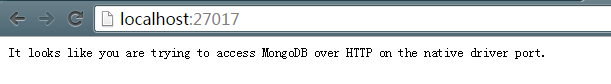 localhost:27017
It looks like you are trying to access MongoDB over HTTP on the native driver port.